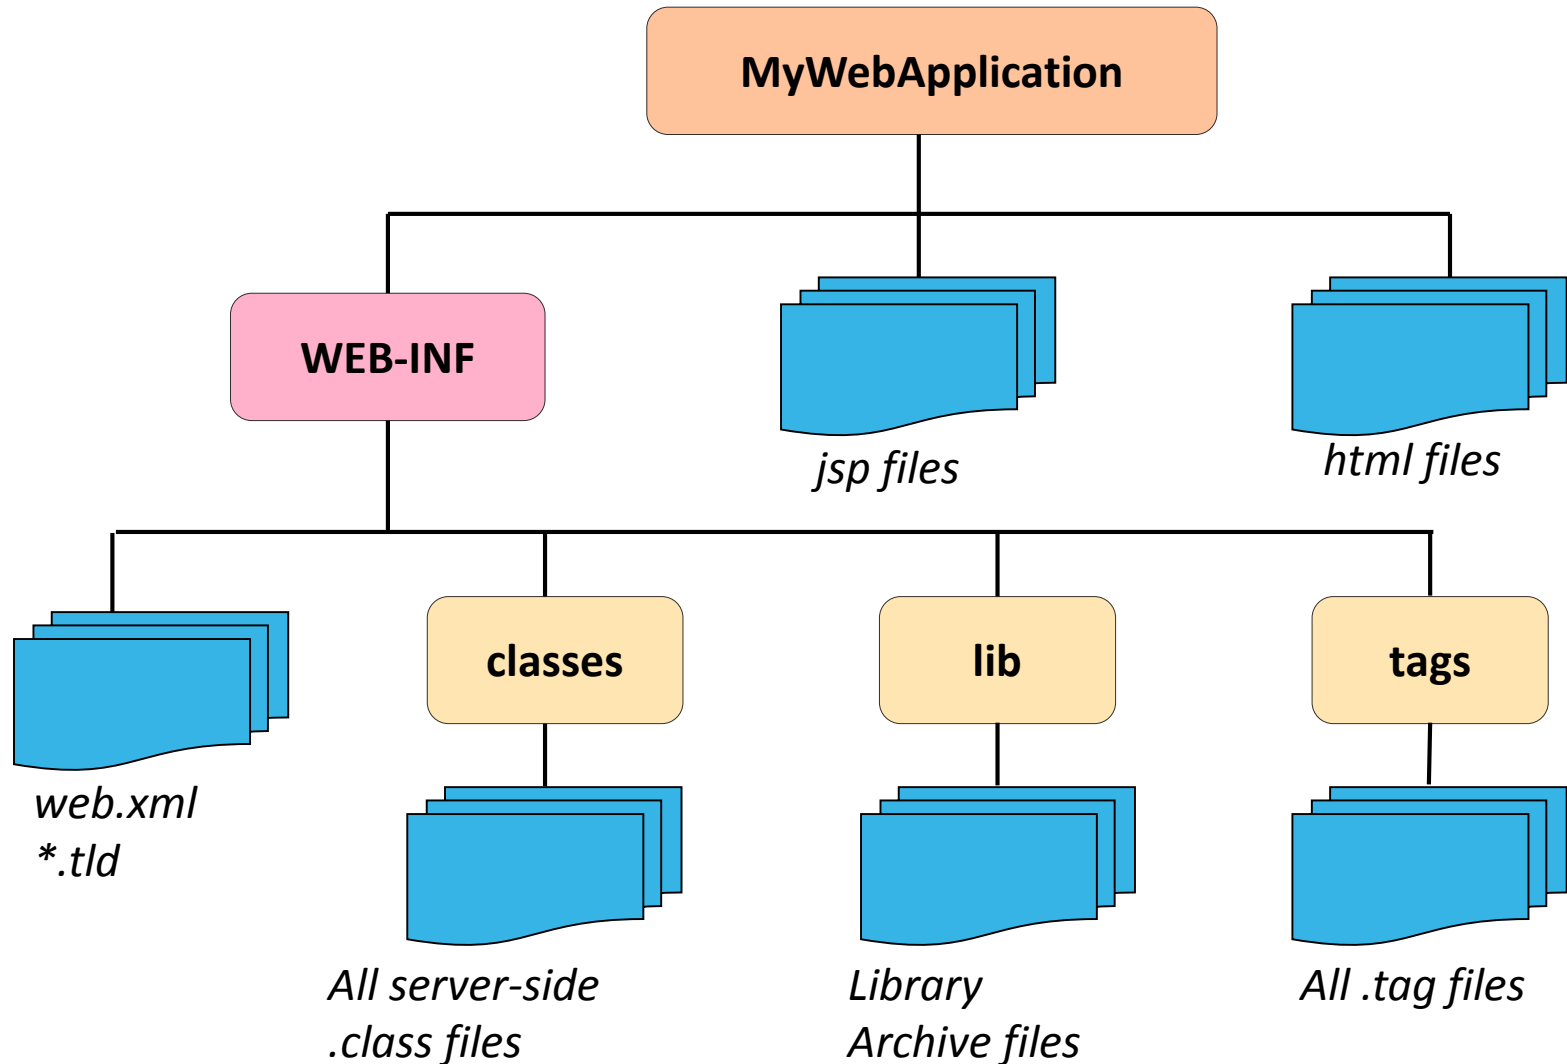 MyWebApplication
WEB-INF
jsp files
html files
classes
lib
tags
web.xml
*.tld
All server-side
.class files
Library
Archive files
All .tag files